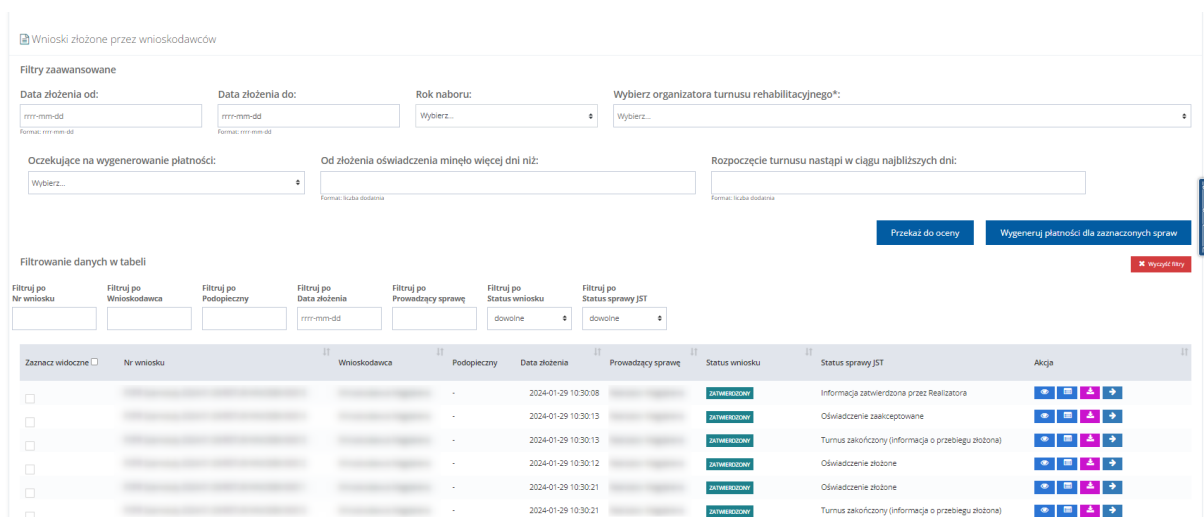 Wnioski złożone przez wnioskodawców
Filtry zaawansowane
Data złożenia od: Data złożenia do: Rok naboru: Wybierz organizatora turnusu rehabilitacyjnego*:
rrrr-mm-dd rrrr-mm-dd Wybierz... Wybierz...
Format: rrrr-mm-dd Format: rrrr-mm-dd
Oczekujące na wygenerowanie płatności: Od złożenia oświadczenia minęło więcej dni niż: Rozpoczęcie turnusu nastąpi w ciągu najbliższych dni:
Wybierz...
Format: liczba dodatnia Format: liczba dodatnia
Przekaż do oceny Wygeneruj płatności dla zaznaczonych spraw
Filtrowanie danych w tabeli Wyczyść filtry
Filtruj po Filtruj po Filtruj po Filtruj po Filtruj po Filtruj po Filtruj po
Nr wniosku Wnioskodawca Podopieczny Data złożenia Prowadzący sprawę Status wniosku Status sprawy JST
rrrr-mm-dd dowolne dowolne
Zaznacz widoczne Nr wniosku Wnioskodawca Podopieczny Data złożenia Prowadzący sprawę Status wniosku Status sprawy JST Akcja
- 2024-01-29 10:30:08 ZATWIERDZONY Informacja zatwierdzona przez Realizatora
- 2024-01-29 10:30:13 ZATWIERDZONY Oświadczenie zaakceptowane
- 2024-01-29 10:30:13 ZATWIERDZONY Turnus zakończony (informacja o przebiegu złożona)
- 2024-01-29 10:30:12 ZATWIERDZONY Oświadczenie złożone
- 2024-01-29 10:30:21 ZATWIERDZONY Oświadczenie złożone
- 2024-01-29 10:30:21 ZATWIERDZONY Turnus zakończony (informacja o przebiegu złożona)